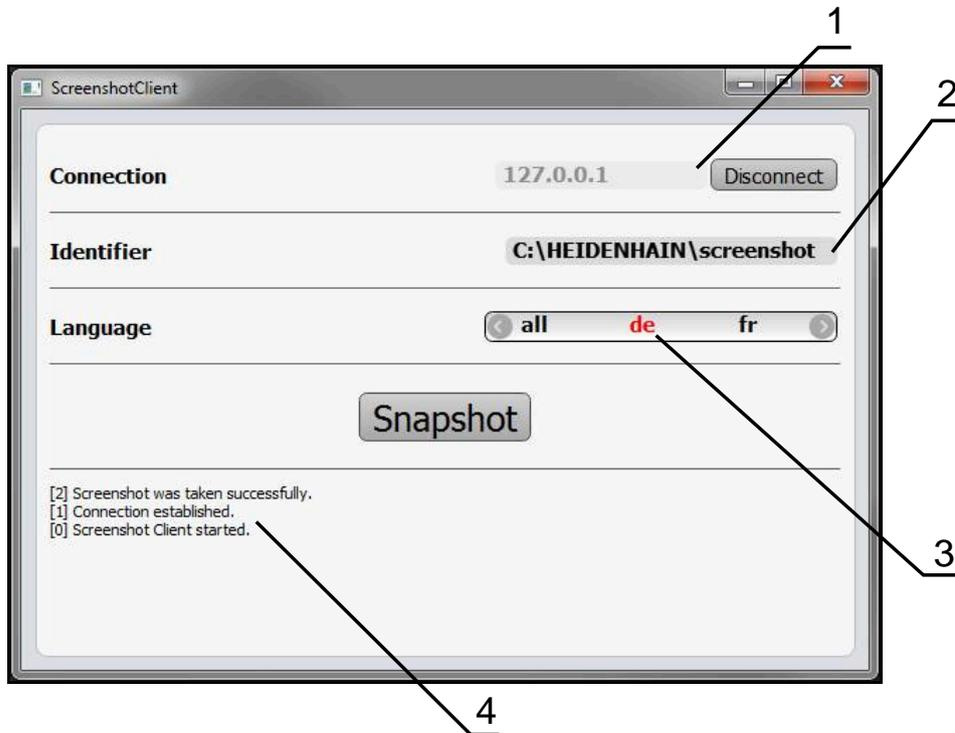 1
ScreenshotClient
2
Connection 127.0.0.1 Disconnect
Identifier C:\HEIDENHAIN\screenshot
Language all de fr
Snapshot
[2] Screenshot was taken successfully.
[1] Connection established.
[0] Screenshot Client started.
3
4